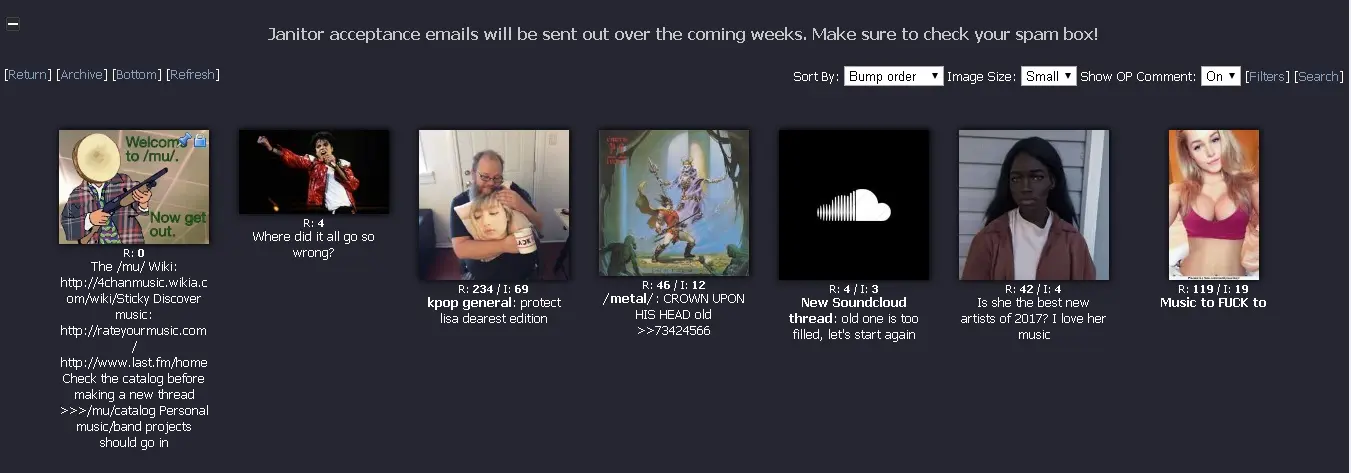 Janitor acceptance emails will be sent out over the coming weeks. Make sure to check your spam box!
[Return] [Archive] [Bottom] [Refresh]
Sort By: Bump order Image Size: Small Show OP Comment: On [Filters] [Search]
Welcome
to /mu/.
Now get
out.
R: 0
The /mu/ Wiki:
http://4chanmusic.wikia.c
om/wiki/Sticky Discover
music:
http://rateyourmusic.com
/
http://www.last.fm/home
Check the catalog before
making a new thread
>>>/mu/catalog Personal
music/band projects
should go in
R: 4
Where did it all go so
wrong?
R: 234 / I: 69
kpop general: protect
lisa dearest edition
R: 46 / I: 12
/metal/: CROWN UPON
HIS HEAD old
>>73424566
R: 4 / I: 3
New Soundcloud
thread: old one is too
filled, let's start again
R: 42 / I: 4
Is she the best new
artists of 2017? I love her
music
R: 119 / I: 19
Music to FUCK to